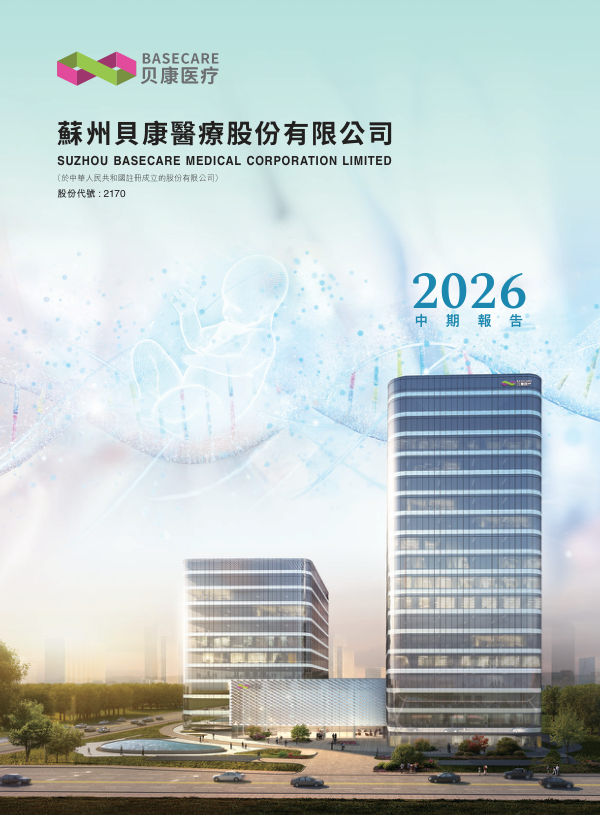 BASECARE
贝康医疗
蘇州貝康醫療股份有限公司
SUZHOU BASECARE MEDICAL CORPORATION LIMITED
（於中華人民共和國註冊成立的股份有限公司）
股份代號 : 2170
2026
中期報告